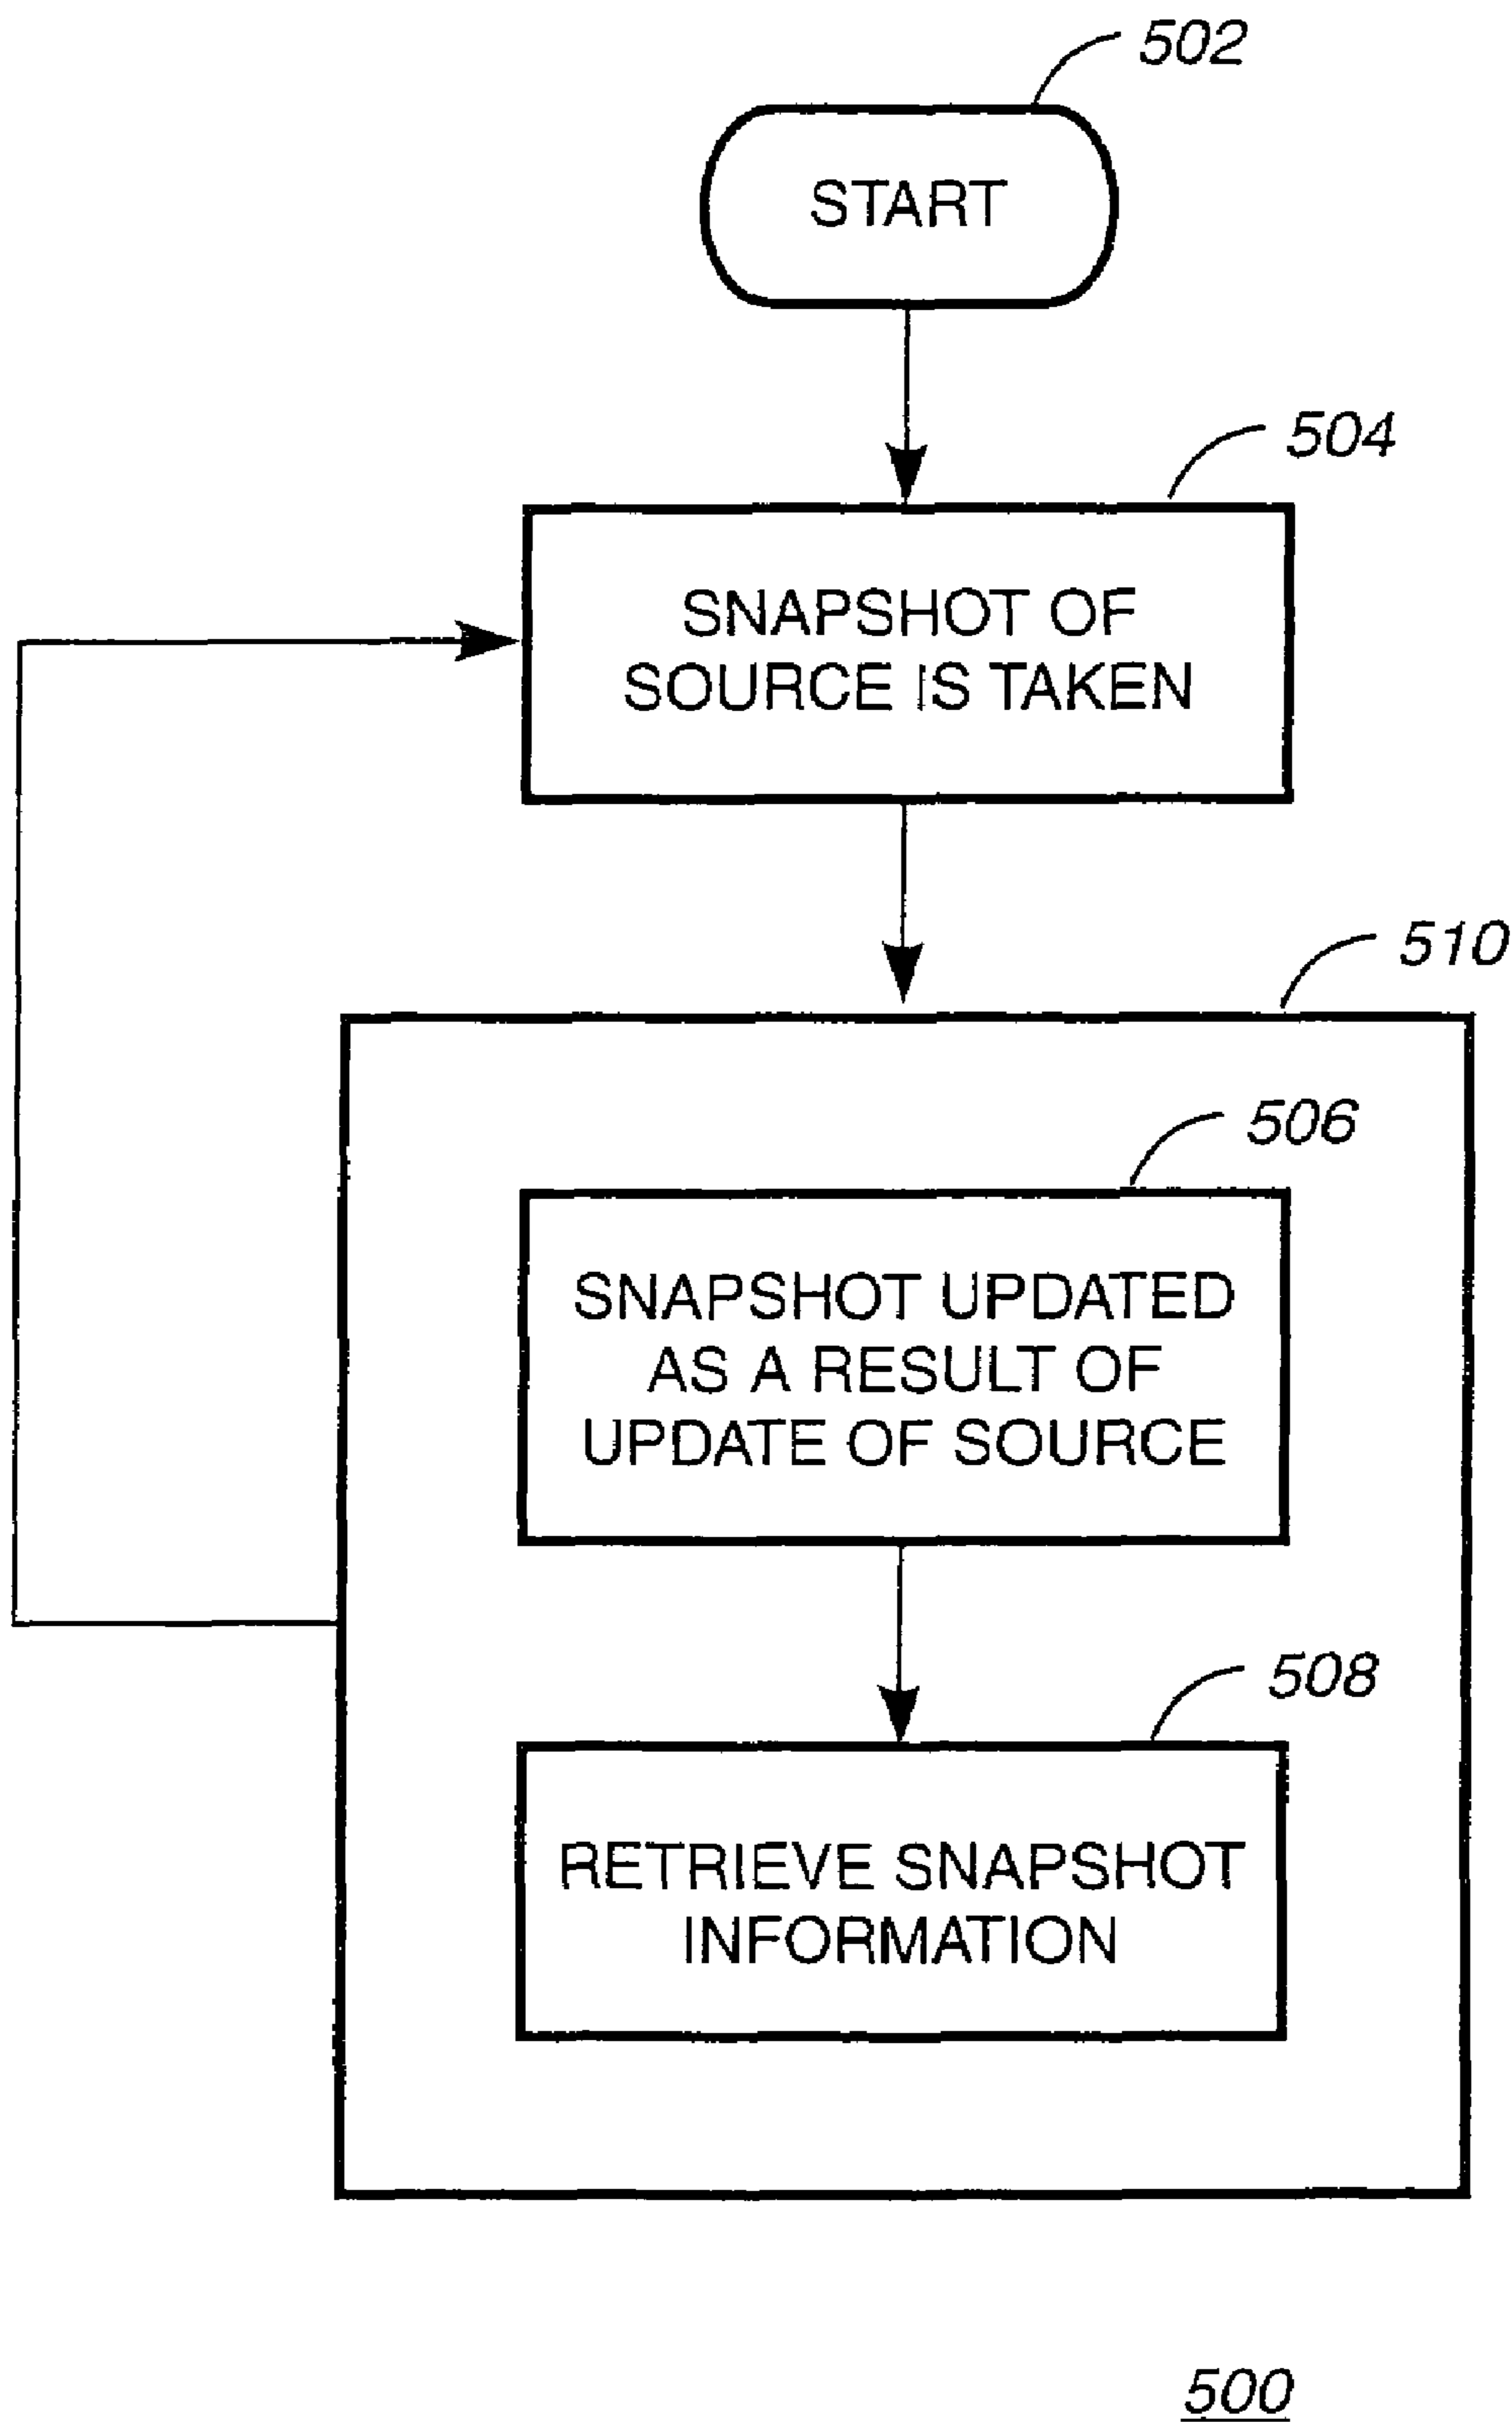 502
START
504
SNAPSHOT OF
SOURCE IS TAKEN
510
506
SNAPSHOT UPDATED
AS A RESULT OF
UPDATE OF SOURCE
508
RETRIEVE SNAPSHOT
INFORMATION
500